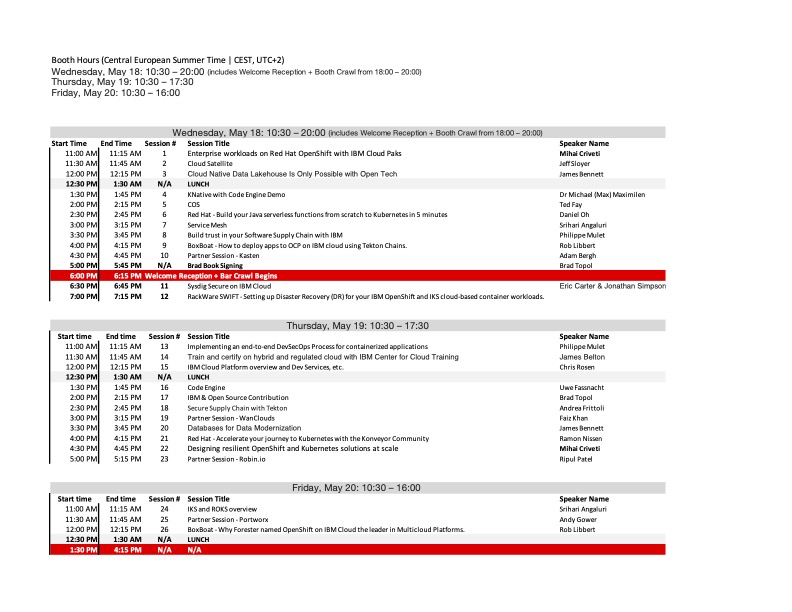 Booth Hours (Central European Summer Time | CEST, UTC+2)
Wednesday, May 18: 10:30 – 20:00 (includes Welcome Reception + Booth Crawl from 18:00 – 20:00)
Thursday, May 19: 10:30 – 17:30
Friday, May 20: 10:30 – 16:00
Wednesday, May 18: 10:30 – 20:00 (includes Welcome Reception + Booth Crawl from 18:00 – 20:00)
Start Time End Time Session # Session Title Speaker Name
11:00 AM 11:15 AM 1 Enterprise workloads on Red Hat OpenShift with IBM Cloud Paks Mihai Criveti
11:30 AM 11:45 AM 2 Cloud Satellite Jeff Sloyer
12:00 PM 12:15 PM 3 Cloud Native Data Lakehouse Is Only Possible with Open Tech James Bennett
12:30 PM 1:30 AM N/A LUNCH
1:30 PM 1:45 PM 4 KNative with Code Engine Demo Dr Michael (Max) Maximilen
2:00 PM 2:15 PM 5 COS Ted Fay
2:30 PM 2:45 PM 6 Red Hat - Build your Java serverless functions from scratch to Kubernetes in 5 minutes Daniel Oh
3:00 PM 3:15 PM 7 Service Mesh Srihari Angaluri
3:30 PM 3:45 PM 8 Build trust in your Software Supply Chain with IBM Philippe Mulet
4:00 PM 4:15 PM 9 BoxBoat - How to deploy apps to OCP on IBM cloud using Tekton Chains. Rob Libbert
4:30 PM 4:45 PM 10 Partner Session - Kasten Adam Bergh
5:00 PM 5:45 PM N/A Brad Book Signing Brad Topol
6:00 PM 6:15 PM Welcome Reception + Bar Crawl Begins
6:30 PM 6:45 PM 11 Sysdig Secure on IBM Cloud Eric Carter & Jonathan Simpson
7:00 PM 7:15 PM 12 RackWare SWIFT - Setting up Disaster Recovery (DR) for your IBM OpenShift and IKS cloud-based container workloads.
Thursday, May 19: 10:30 – 17:30
Start time End time Session # Session Title Speaker Name
11:00 AM 11:15 AM 13 Implementing an end-to-end DevSecOps Process for containerized applications Philippe Mulet
11:30 AM 11:45 AM 14 Train and certify on hybrid and regulated cloud with IBM Center for Cloud Training James Belton
12:00 PM 12:15 PM 15 IBM Cloud Platform overview and Dev Services, etc. Chris Rosen
12:30 PM 1:30 AM N/A LUNCH
1:30 PM 1:45 PM 16 Code Engine Uwe Fassnacht
2:00 PM 2:15 PM 17 IBM & Open Source Contribution Brad Topol
2:30 PM 2:45 PM 18 Secure Supply Chain with Tekton Andrea Frittoli
3:00 PM 3:15 PM 19 Partner Session - WanClouds Faiz Khan
3:30 PM 3:45 PM 20 Databases for Data Modernization James Bennett
4:00 PM 4:15 PM 21 Red Hat - Accelerate your journey to Kubernetes with the Konveyor Community Ramon Nissen
4:30 PM 4:45 PM 22 Designing resilient OpenShift and Kubernetes solutions at scale Mihai Criveti
5:00 PM 5:15 PM 23 Partner Session - Robin.io Ripul Patel
Friday, May 20: 10:30 – 16:00
Start time End time Session # Session Title Speaker Name
11:00 AM 11:15 AM 24 IKS and ROKS overview Srihari Angaluri
11:30 AM 11:45 AM 25 Partner Session - Portworx Andy Gower
12:00 PM 12:15 PM 26 BoxBoat - Why Forester named OpenShift on IBM Cloud the leader in Multicloud Platforms. Rob Libbert
12:30 PM 1:30 AM N/A LUNCH
1:30 PM 4:15 PM N/A N/A